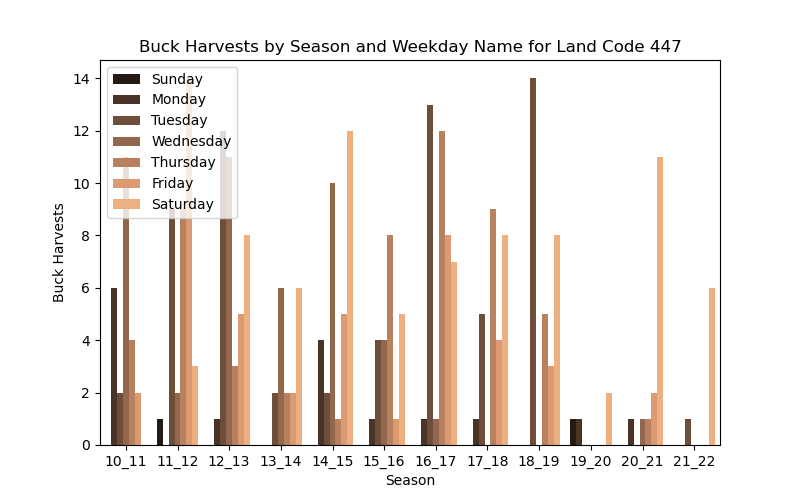 Buck Harvests by Season and Weekday Name for Land Code 447
Sunday
Monday
Tuesday
Wednesday
Thursday
Friday
Saturday
14
12
10
8
6
4
2
0
Buck Harvests
10_11 11_12 12_13 13_14 14_15 15_16 16_17 17_18 18_19 19_20 20_21 21_22
Season